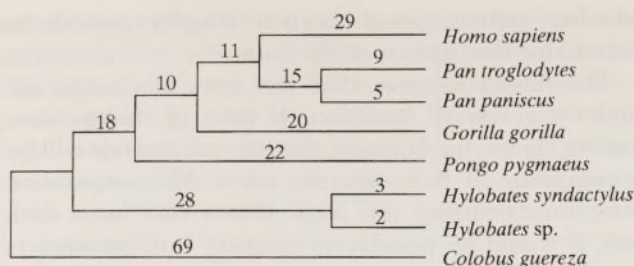 29
Homo sapiens
11
9
Pan troglodytes
15
10
5
Pan paniscus
18
20
Gorilla gorilla
22
Pongo pygmaeus
3
Hylobates syndactylus
28
2
Hylobates sp.
69
Colobus guereza